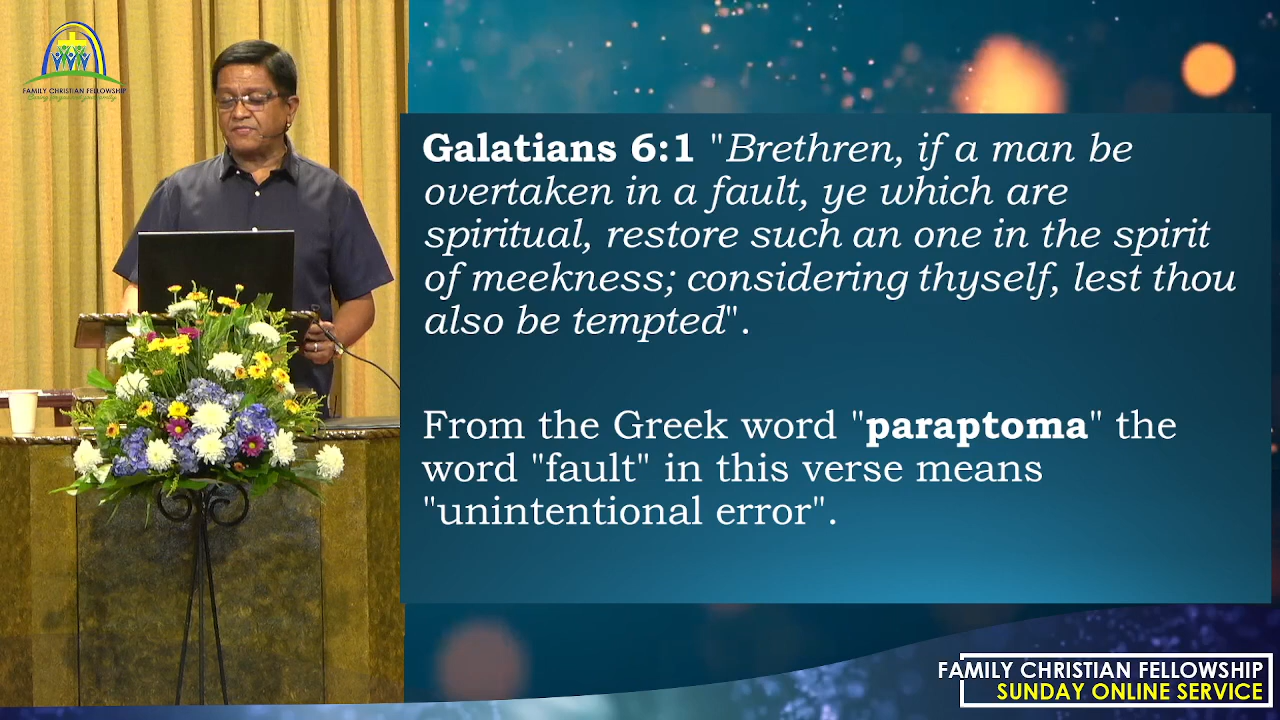 FAMILY CHRISTIAN FELLOWSHIP
Galatians 6:1 "Brethren, if a man be
overtaken in a fault, ye which are
spiritual, restore such an one in the spirit
of meekness; considering thyself, lest thou
also be tempted".
From the Greek word "paraptoma" the
word "fault" in this verse means
"unintentional error".
FAMILY CHRISTIAN FELLOWSHIP
SUNDAY ONLINE SERVICE